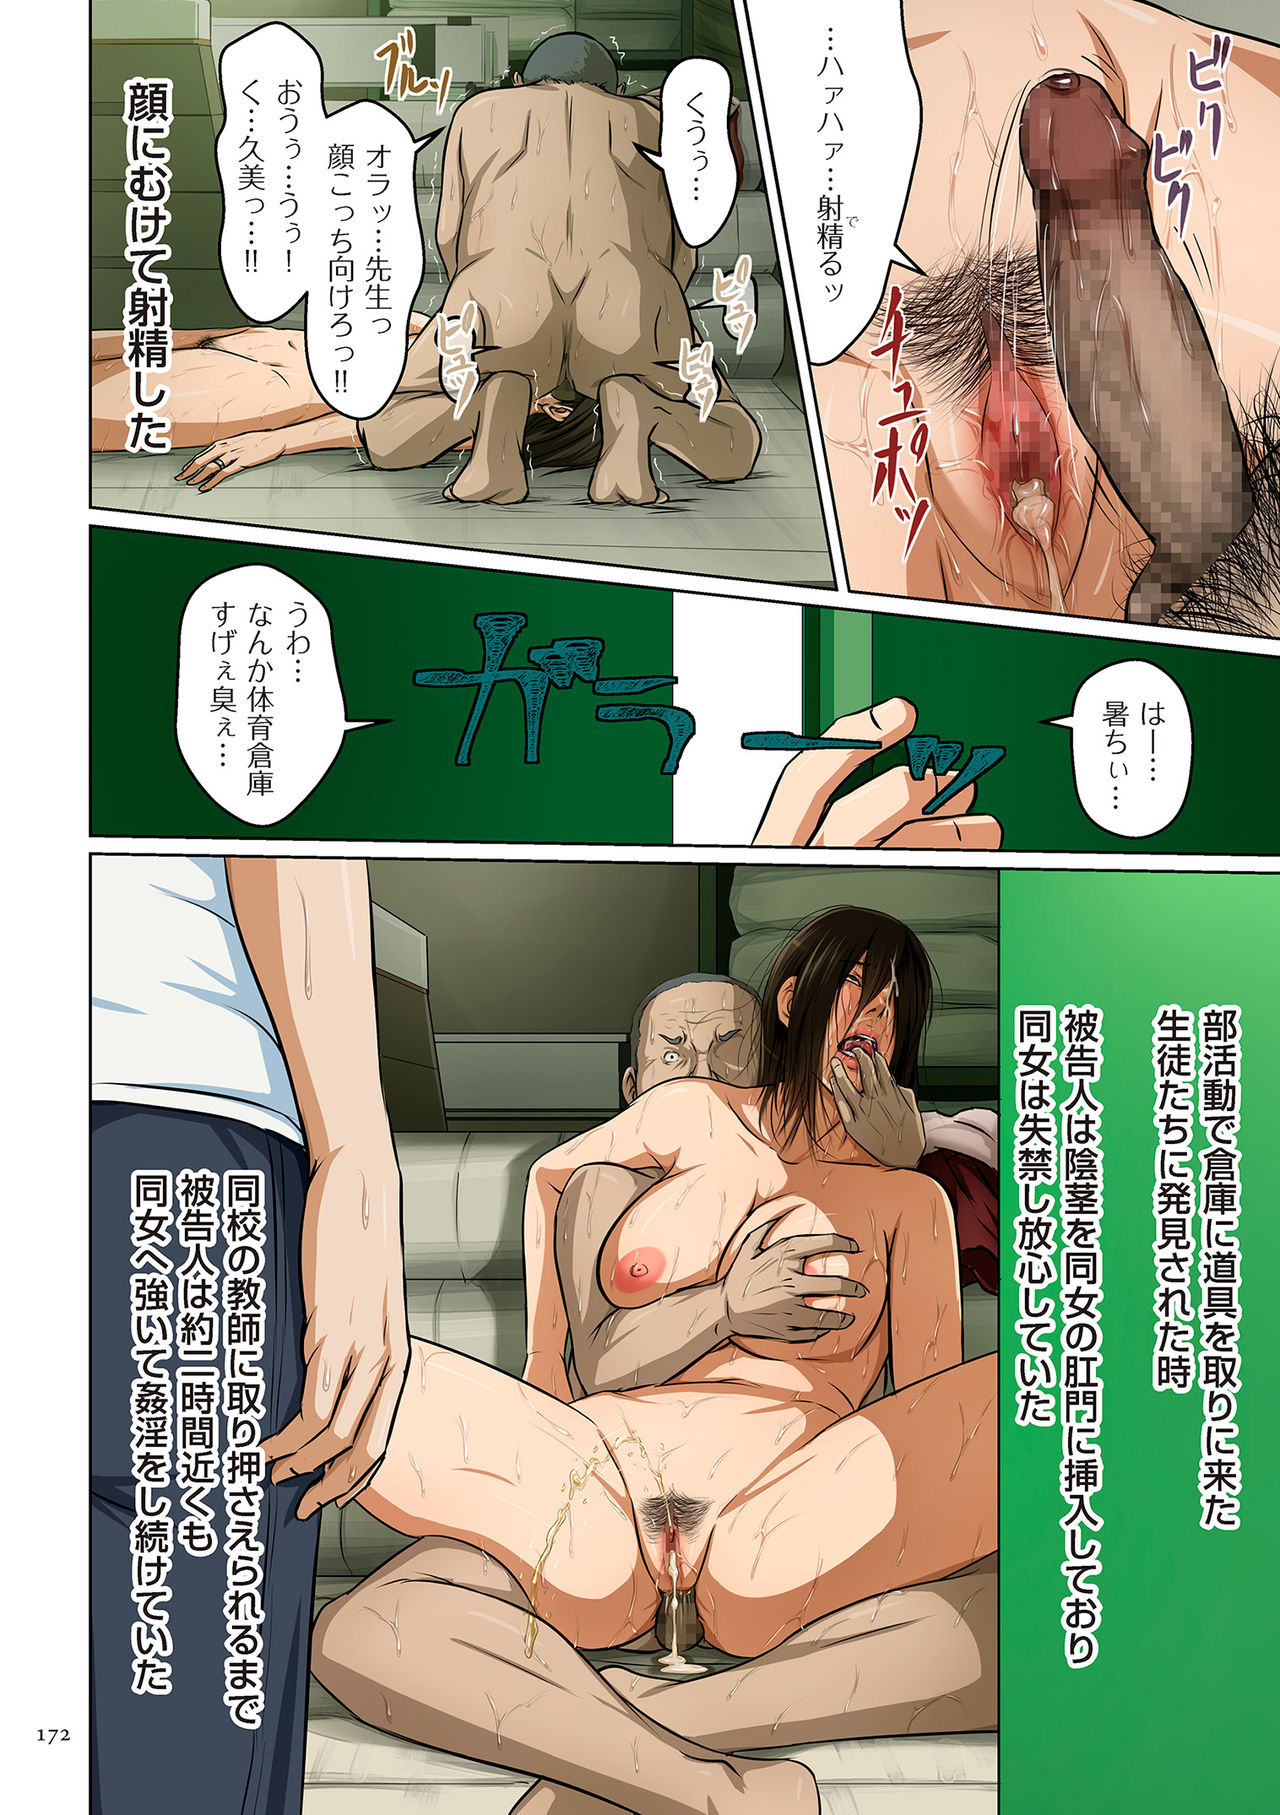 …ハァハァ…射精るッ
で
ビク
ビク
チュポッ
くうぅ…
オラッ…先生っ
顔こっち向けろっ!!
おうぅ…うぅ！
く…久美っ…!!
ブルルッ
ピュッ
ピュッ
ピュッ
顔にむけて射精した
はー…
暑ちぃ…
ガラーッ
うわ…
なんか体育倉庫
すげぇ臭ぇ…
部活動で倉庫に道具を取りに来た
生徒たちに発見された時
被告人は陰茎を同女の肛門に挿入しており
同女は失禁し放心していた
同校の教師に取り押さえられるまで
被告人は約二時間近くも
同女へ強いて姦淫をし続けていた
172